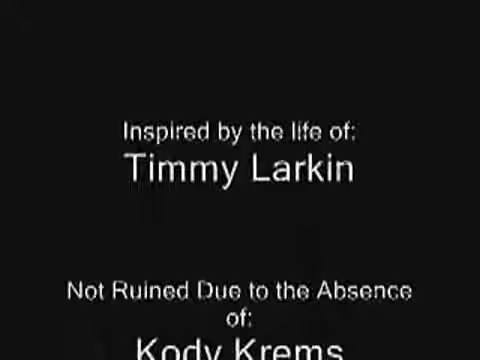 Inspired by the life of:
Timmy Larkin
Not Ruined Due to the Absence
of:
Kody Krems